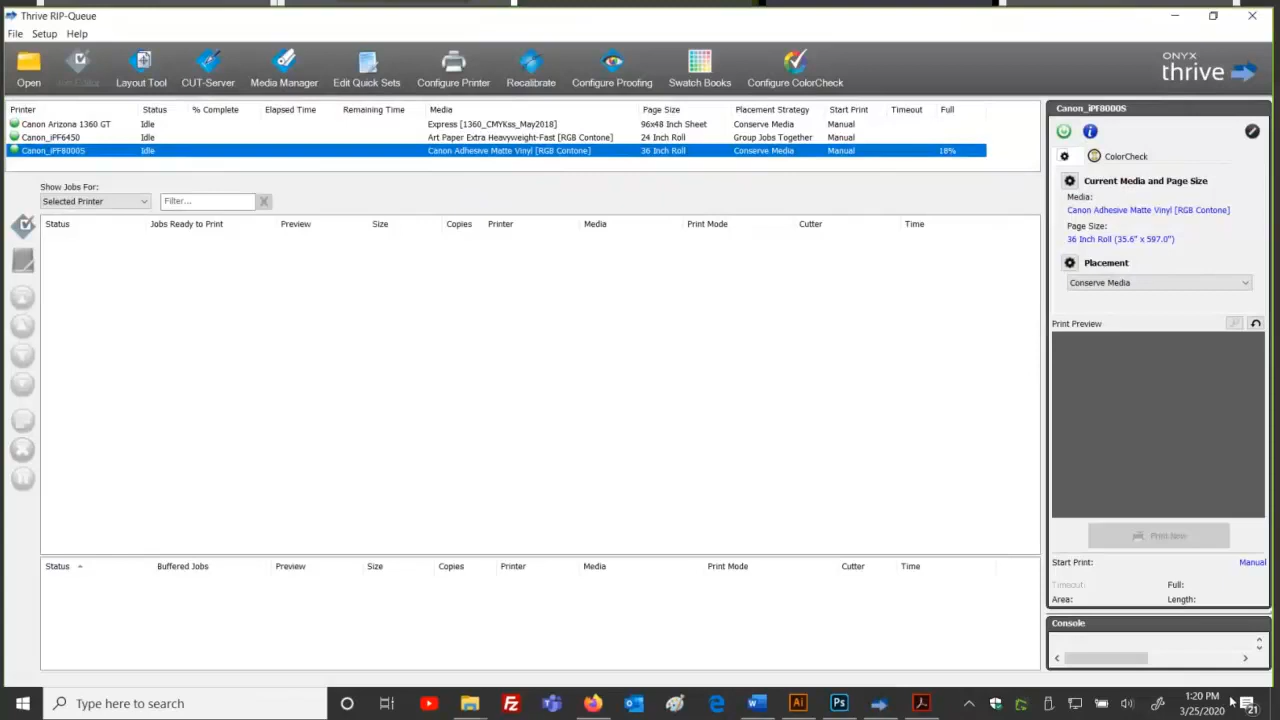 Thrive RIP-Queue
File Setup Help
Open Job Editor Layout Tool CUT-Server Media Manager Edit Quick Sets Configure Printer Recalibrate Configure Proofing Swatch Books Configure ColorCheck
ONYX
thrive
Printer Status % Complete Elapsed Time Remaining Time Media Page Size Placement Strategy Start Print Timeout Full
Canon Arizona 1360 GT Idle Express [1360_CMYKss_May2018] 96x48 Inch Sheet Conserve Media Manual
Canon_iPF6450 Idle Art Paper Extra Heavyweight-Fast [RGB Contone] 24 Inch Roll Group Jobs Together Manual
Canon_iPF8000S Idle Canon Adhesive Matte Vinyl [RGB Contone] 36 Inch Roll Conserve Media Manual 18%
Show Jobs For:
Selected Printer Filter...
Status Jobs Ready to Print Preview Size Copies Printer Media Print Mode Cutter Time
Status Buffered Jobs Preview Size Copies Printer Media Print Mode Cutter Time
Canon_iPF8000S
ColorCheck
Current Media and Page Size
Media:
Canon Adhesive Matte Vinyl [RGB Contone]
Page Size:
36 Inch Roll (35.6" x 597.0")
Placement
Conserve Media
Print Preview
Print Now
Start Print: Manual
Timeout: Full:
Area: Length:
Console
Type here to search
1:20 PM
3/25/2020
21